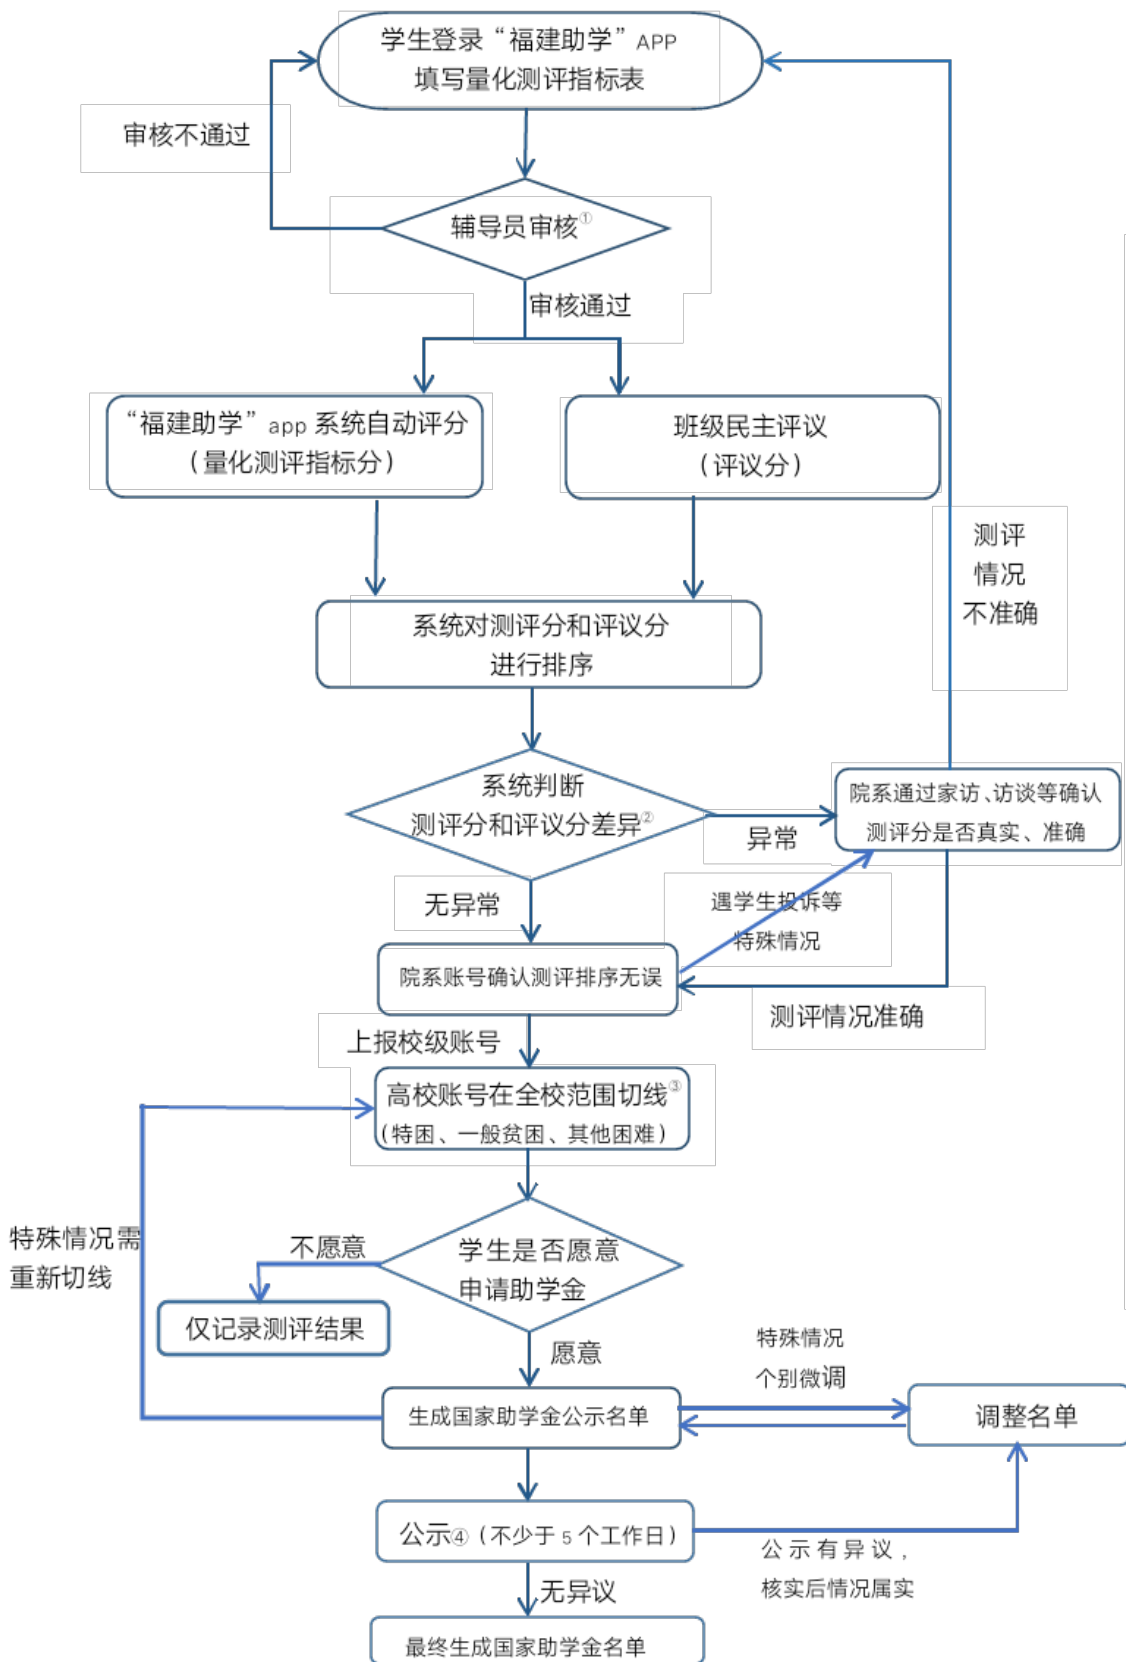 学生登录“福建助学”APP
填写量化测评指标表
审核不通过
辅导员审核①
审核通过
“福建助学”app 系统自动评分
（量化测评指标分）
班级民主评议
（评议分）
测评
情况
不准确
系统对测评分和评议分
进行排序
系统判断
测评分和评议分差异②
异常
院系通过家访、访谈等确认
测评分是否真实、准确
无异常
遇学生投诉等
特殊情况
院系账号确认测评排序无误
测评情况准确
上报校级账号
高校账号在全校范围切线③
（特困、一般贫困、其他困难）
特殊情况需
重新切线
不愿意
学生是否愿意
申请助学金
仅记录测评结果
愿意
特殊情况
个别微调
生成国家助学金公示名单
调整名单
公示④（不少于 5 个工作日）
公示有异议，
核实后情况属实
无异议
最终生成国家助学金名单